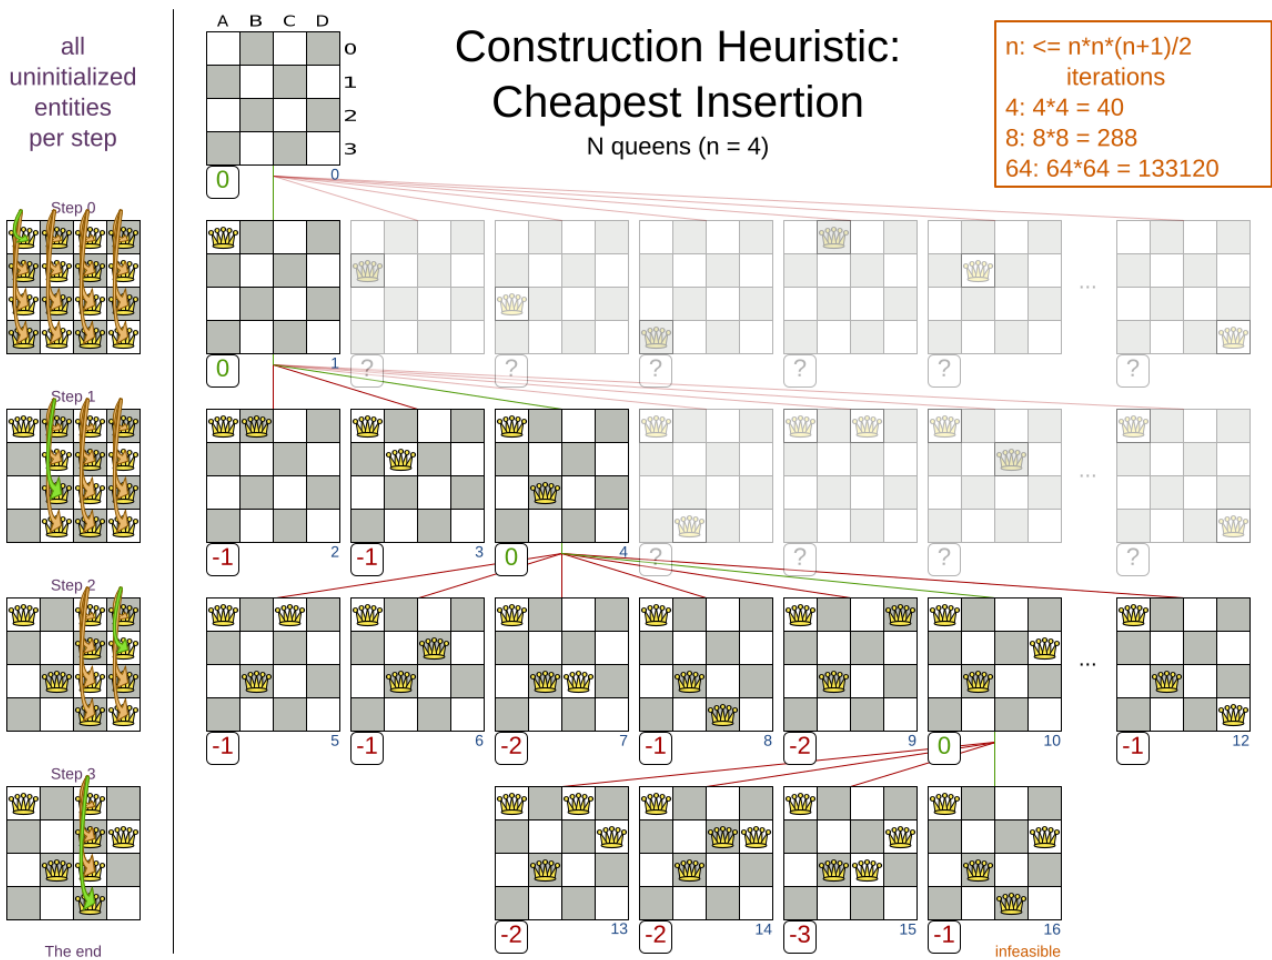 all
uninitialized
entities
per step
A B C D
0
1
2
3
0
0
Construction Heuristic:
Cheapest Insertion
N queens (n = 4)
n: <= n*n*(n+1)/2
iterations
4: 4*4 = 40
8: 8*8 = 288
64: 64*64 = 133120
Step 0
...
0 1 ? ? ? ? ? ?
Step 1
...
-1 2 -1 3 0 4 ? ? ? ?
Step 2
...
-1 5 -1 6 -2 7 -1 8 -2 9 0 10 -1 12
Step 3
-2 13 -2 14 -3 15 -1 16
The end
infeasible